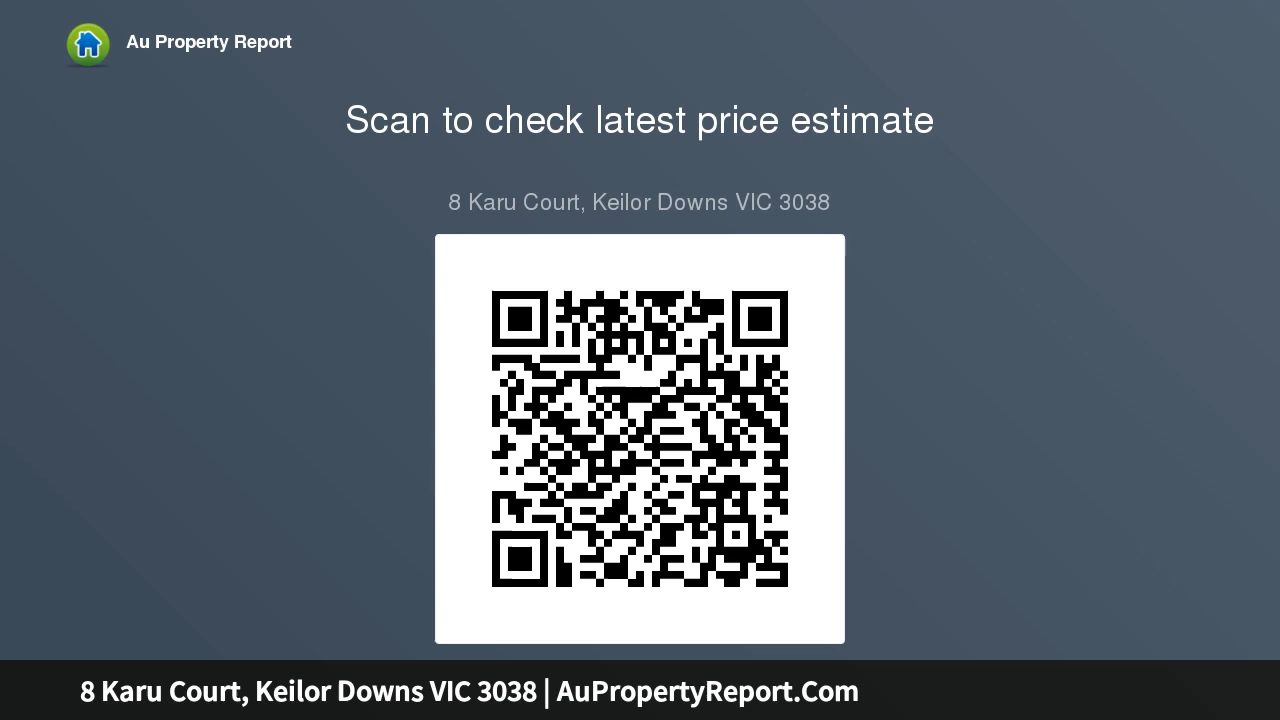 Au Property Report
Scan to check latest price estimate
8 Karu Court, Keilor Downs VIC 3038
8 Karu Court, Keilor Downs VIC 3038 | AuPropertyReport.Com